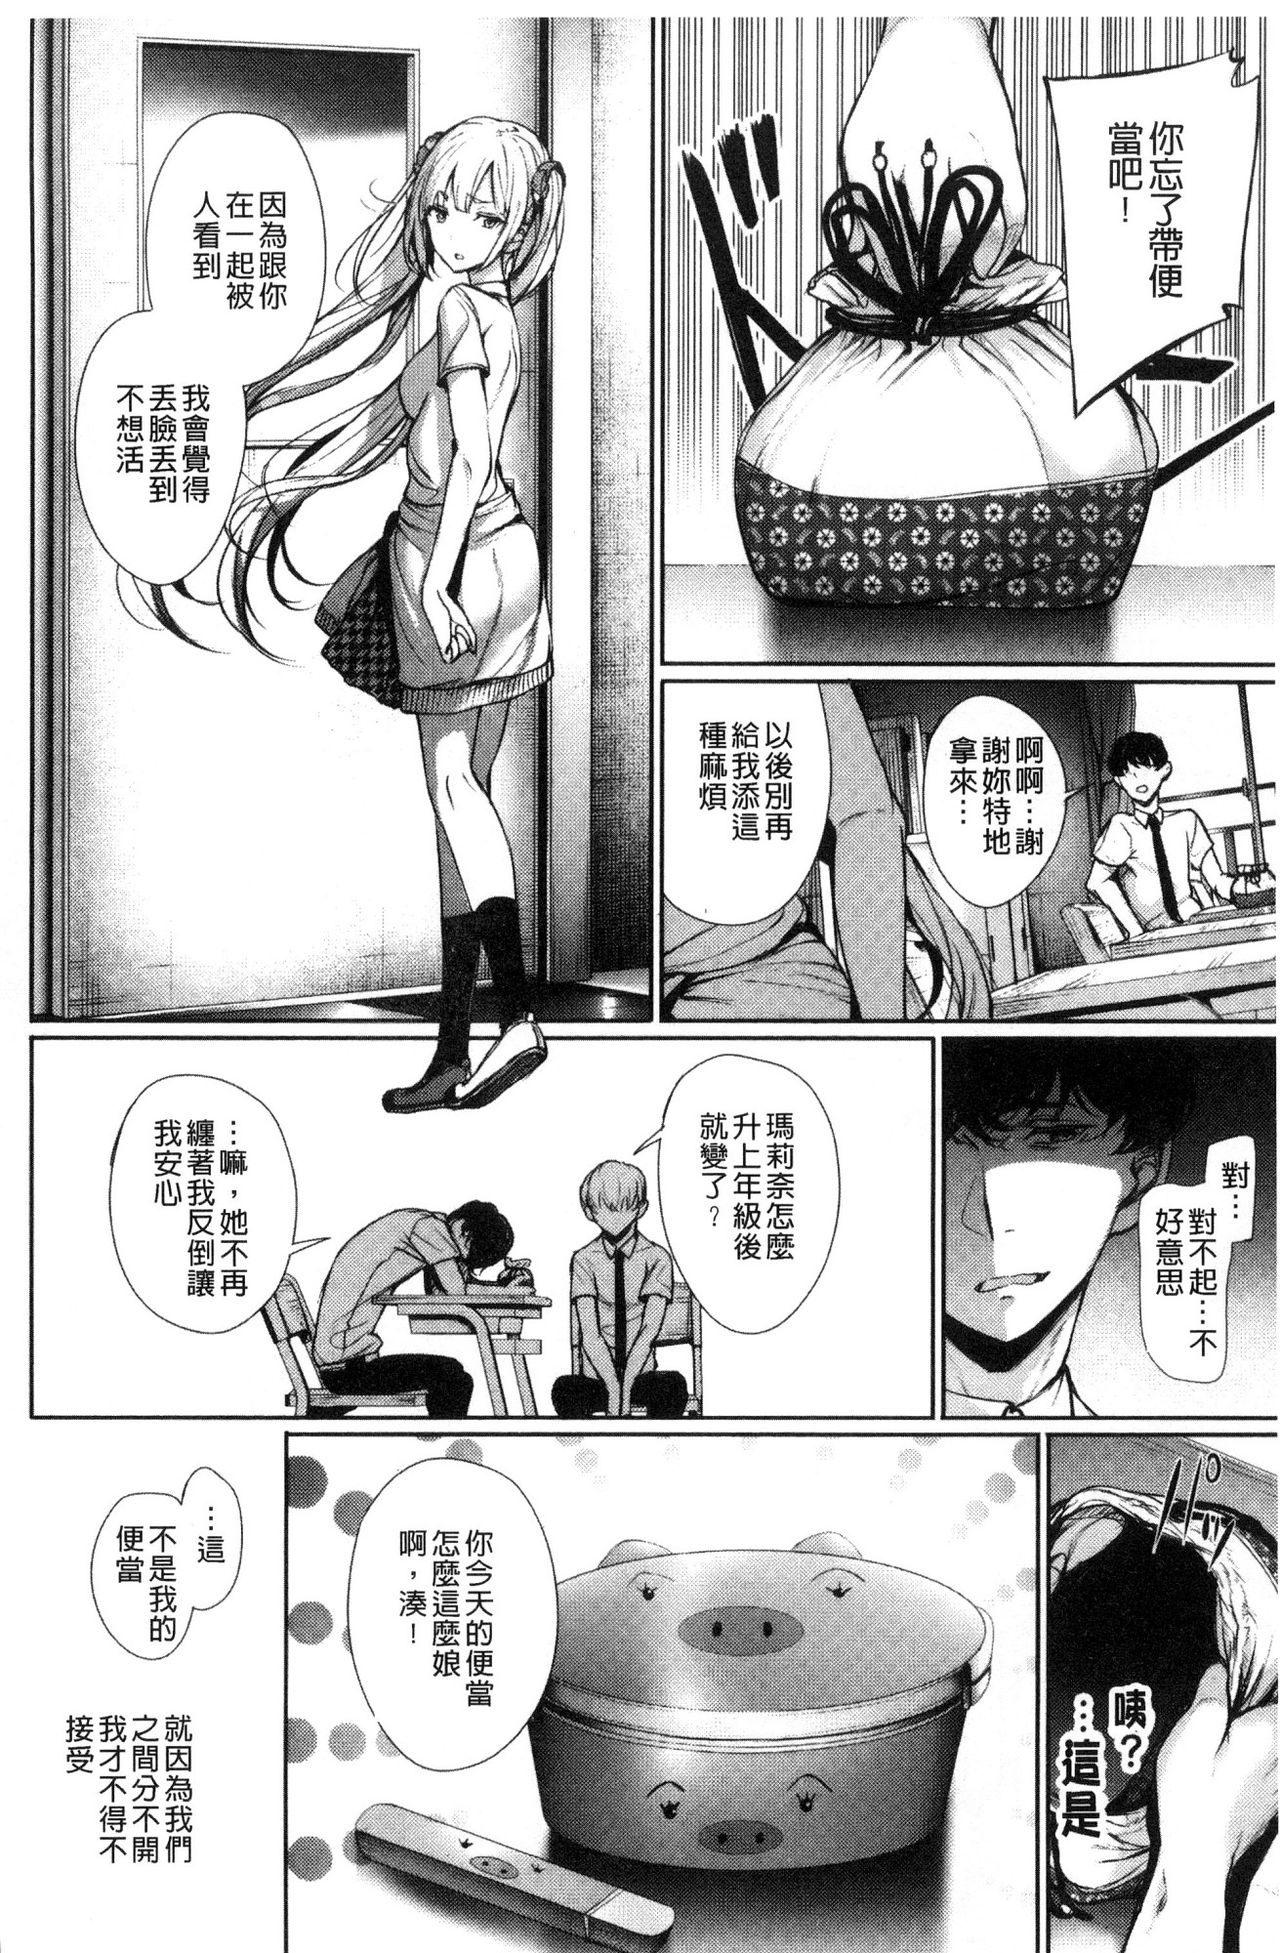 你忘了帶便
當吧！
ドン
啊啊…謝
謝妳特地
拿來…
以後別再
給我添這
種麻煩
因為跟你
在一起被
人看到
我會覺得
丟臉丟到
不想活
對…
對不起…不
好意思
瑪莉奈怎麼
升上年級後
就變了？
…嘛，她不再
纏著我反倒讓
我安心
パッ
咦？
…這是
你今天的便當
怎麼這麼娘
啊，湊！
…這
不是我的
便當
就因為我們
之間分不開
我才不得不
接受